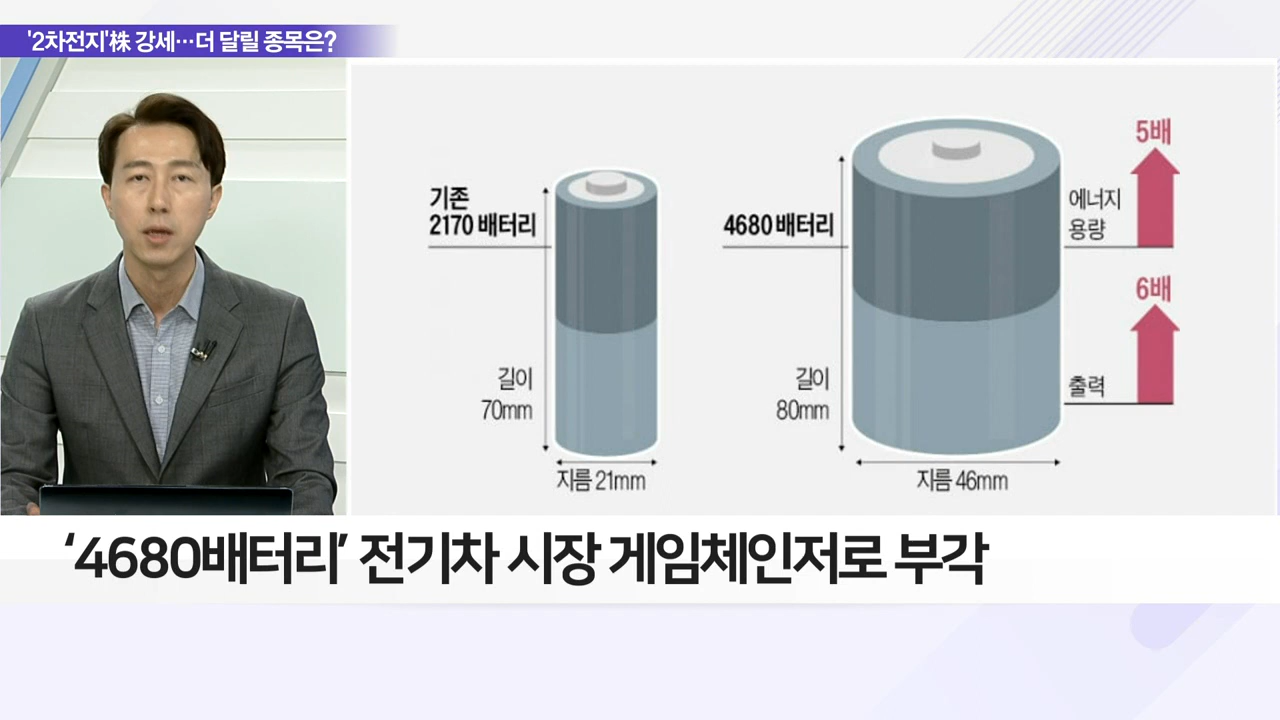 '2차전지'株 강세…더 달릴 종목은?
기존
2170 배터리
길이
70mm
지름 21mm
4680 배터리
길이
80mm
지름 46mm
5배
에너지
용량
6배
출력
‘4680배터리’ 전기차 시장 게임체인저로 부각